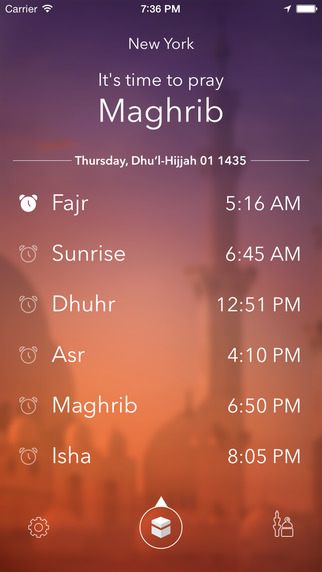 Carrier 7:36 PM
New York
It's time to pray
Maghrib
Thursday, Dhu’l-Hijjah 01 1435
Fajr 5:16 AM
Sunrise 6:45 AM
Dhuhr 12:51 PM
Asr 4:10 PM
Maghrib 6:50 PM
Isha 8:05 PM